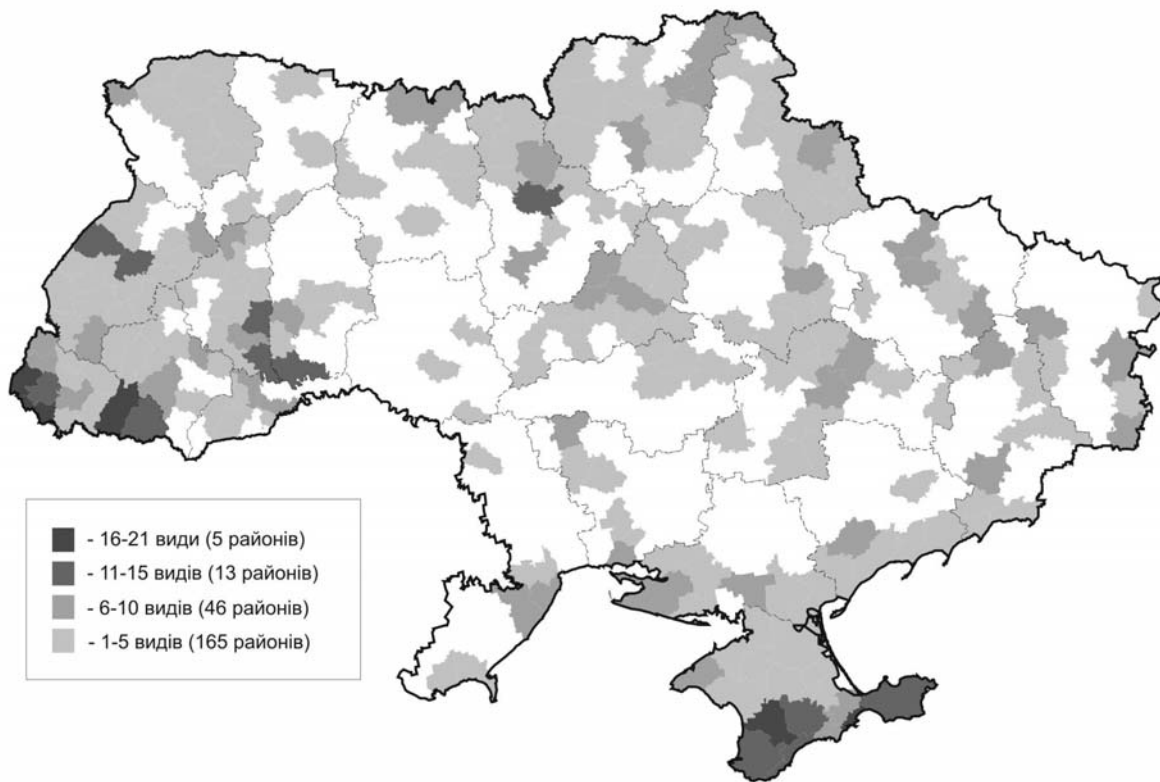 - 16-21 види (5 районів)
- 11-15 видів (13 районів)
- 6-10 видів (46 районів)
- 1-5 видів (165 районів)